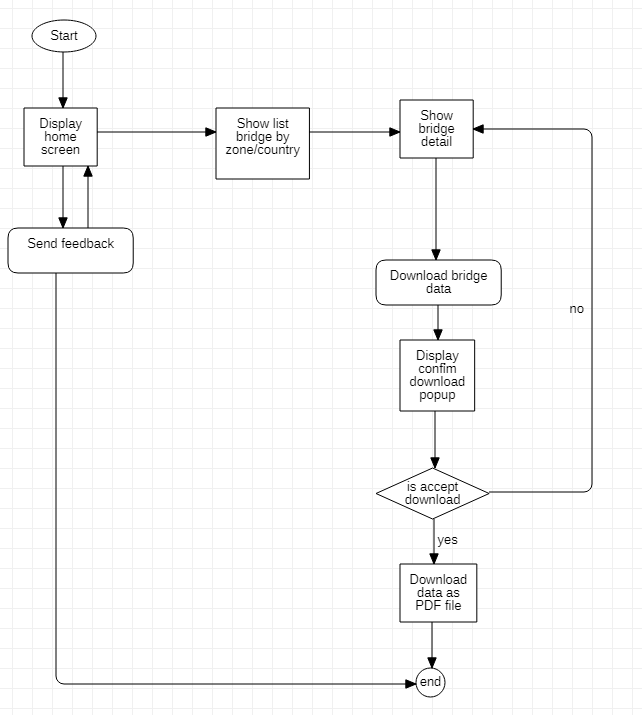 Start
Display
home
screen
Show list
bridge by
zone/country
Show
bridge
detail
Send feedback
Download bridge
data
no
Display
confim
download
popup
is accept
download
yes
Download
data as
PDF file
end